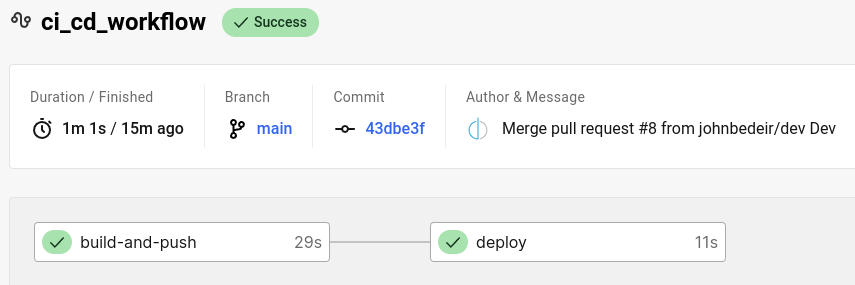 ci_cd_workflow Success
Duration / Finished Branch Commit Author & Message
1m 1s / 15m ago main 43dbe3f Merge pull request #8 from johnbedeir/dev Dev
build-and-push 29s deploy 11s